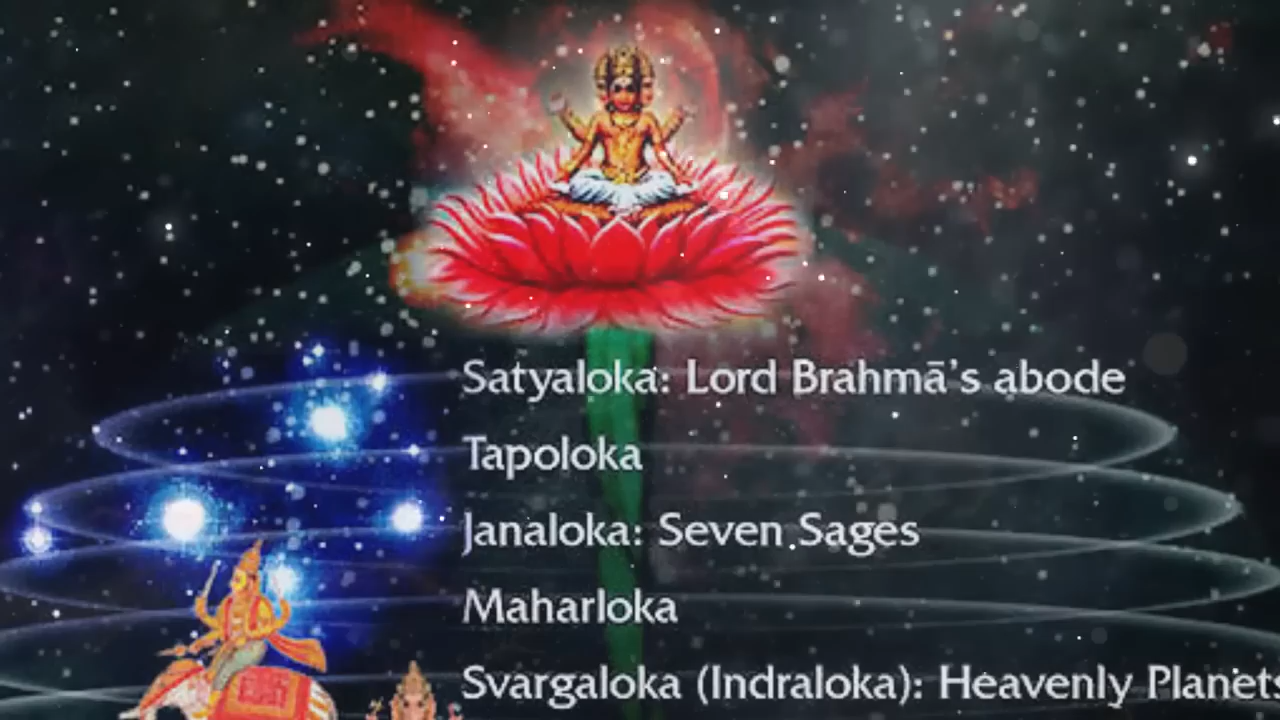 Satyaloka: Lord Brahmā's abode
Tapoloka
Janaloka: Seven Sages
Maharloka
Svargaloka (Indraloka): Heavenly Planets